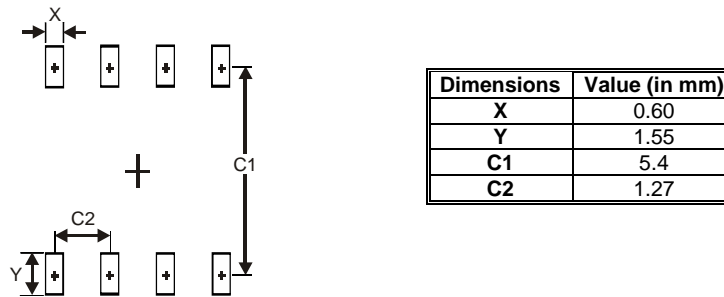 X
C1
C2
Y
Dimensions Value (in mm)
X 0.60
Y 1.55
C1 5.4
C2 1.27